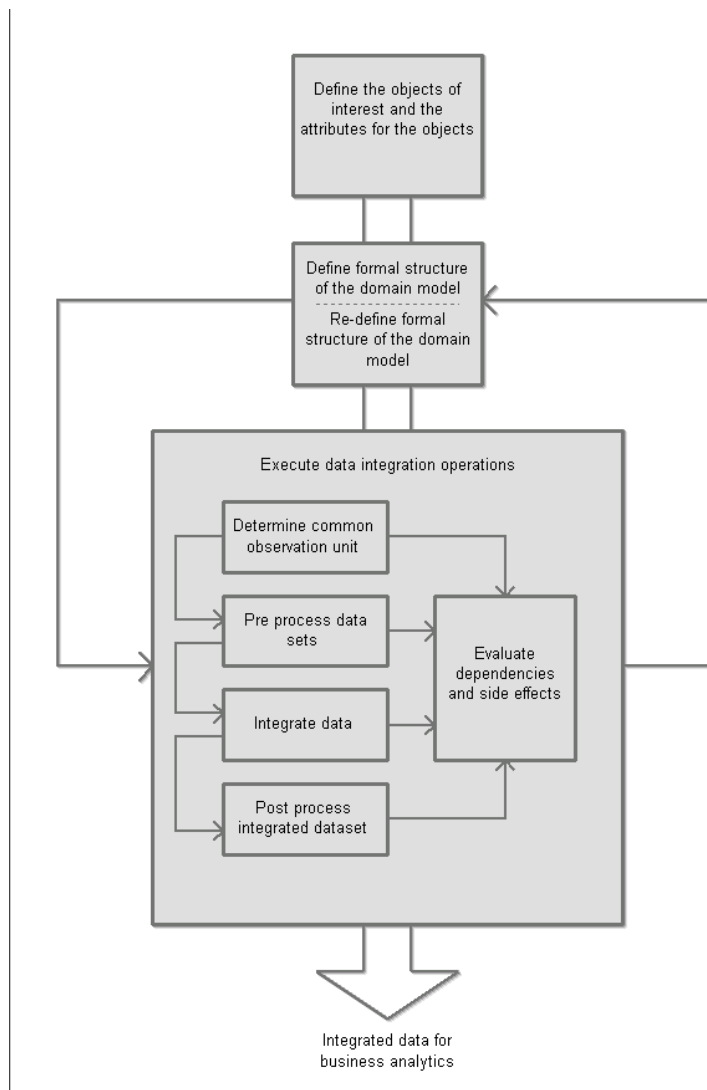 Define the objects of
interest and the
attributes for the objects
Define formal structure
of the domain model
Re-define formal
structure of the domain
model
Execute data integration operations
Determine common
observation unit
Pre process data
sets
Integrate data
Post process
integrated dataset
Evaluate
dependencies
and side effects
Integrated data for
business analytics